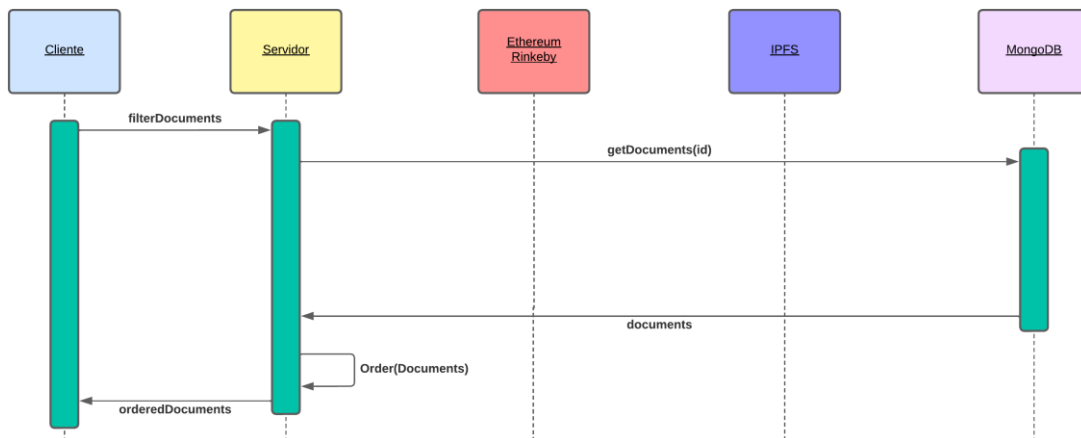 Cliente
Servidor
Ethereum
Rinkeby
IPFS
MongoDB
filterDocuments
getDocuments(id)
documents
Order(Documents)
orderedDocuments